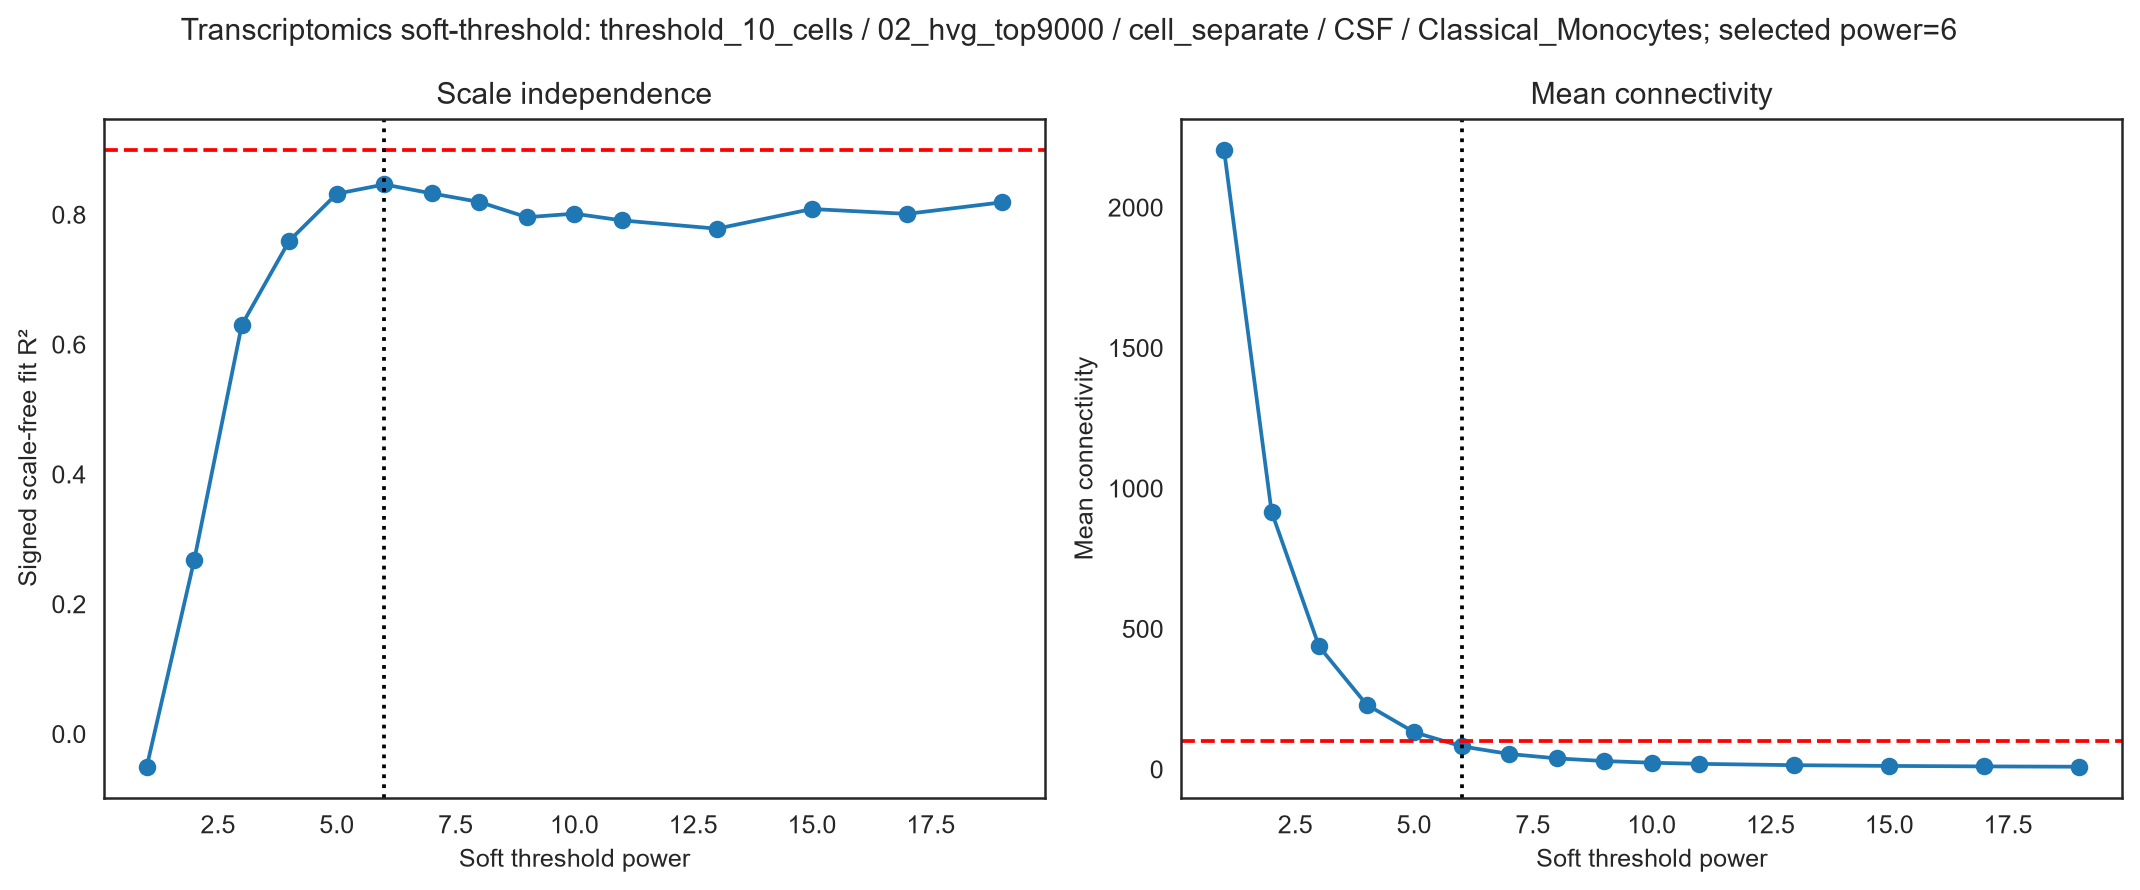 Transcriptomics soft-threshold: threshold_10_cells / 02_hvg_top9000 / cell_separate / CSF / Classical_Monocytes; selected power=6
Scale independence
Signed scale-free fit R²
0.8
0.6
0.4
0.2
0.0
2.5 5.0 7.5 10.0 12.5 15.0 17.5
Soft threshold power
Mean connectivity
Mean connectivity
2000
1500
1000
500
0
2.5 5.0 7.5 10.0 12.5 15.0 17.5
Soft threshold power